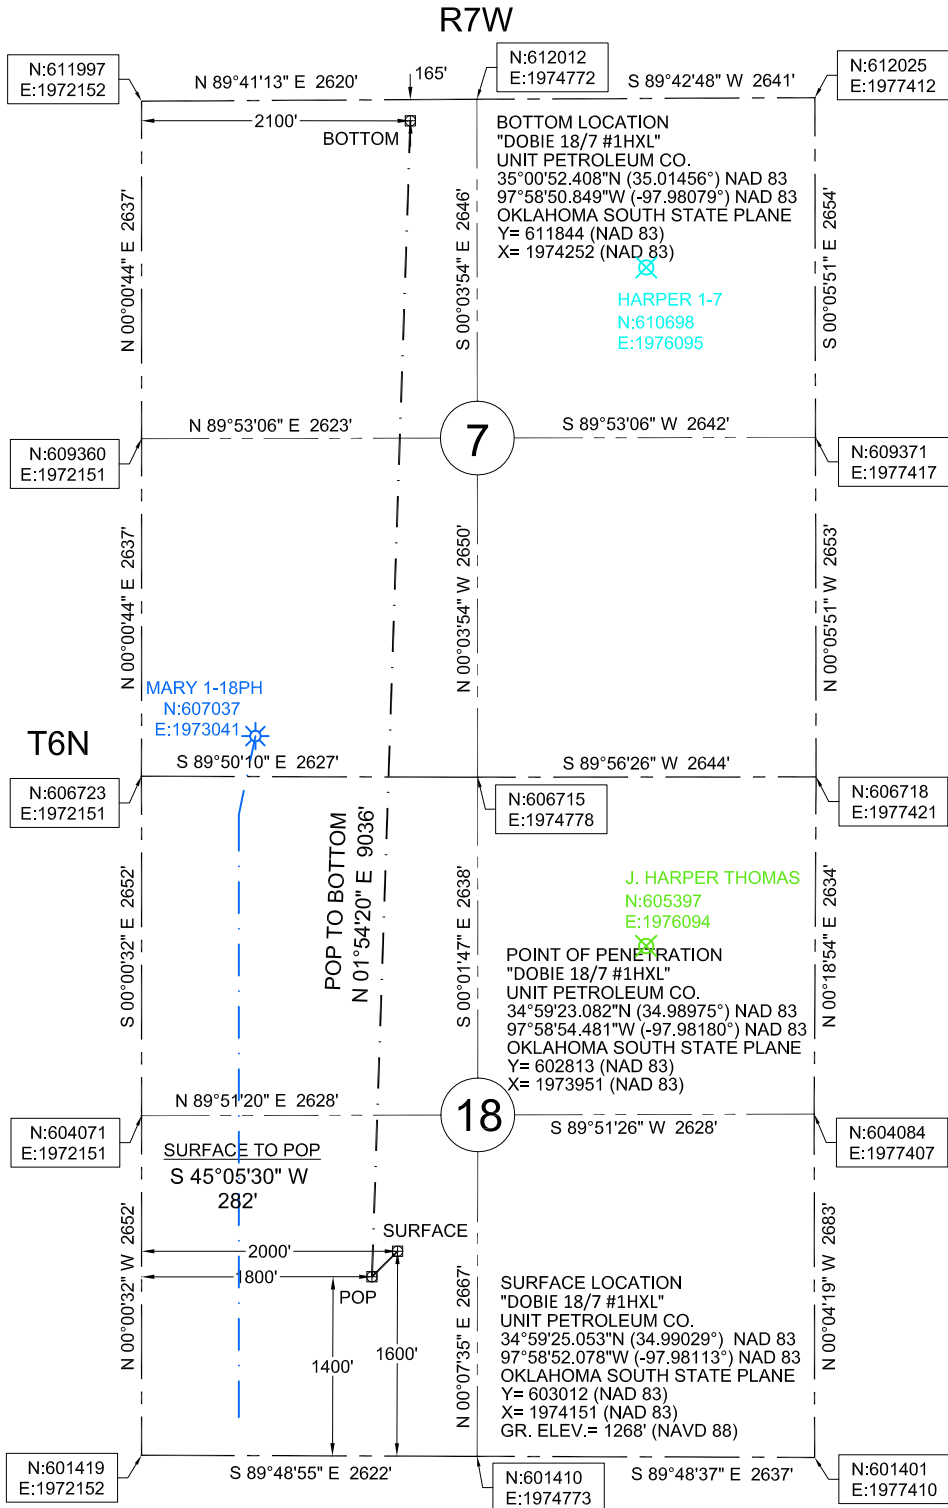 R7W
N:611997
E:1972152
N 89°41'13" E 2620'
165'
N:612012
E:1974772
S 89°42'48" W 2641'
N:612025
E:1977412
2100'
BOTTOM
BOTTOM LOCATION
"DOBIE 18/7 #1HXL"
UNIT PETROLEUM CO.
35°00'52.408"N (35.01456°) NAD 83
97°58'50.849"W (-97.98079°) NAD 83
OKLAHOMA SOUTH STATE PLANE
Y= 611844 (NAD 83)
X= 1974252 (NAD 83)
N 00°00'44" E 2637'
S 00°03'54" E 2646'
S 00°05'51" E 2654'
HARPER 1-7
N:610698
E:1976095
N 89°53'06" E 2623'
7
S 89°53'06" W 2642'
N:609360
E:1972151
N:609371
E:1977417
N 00°00'44" E 2637'
N 00°03'54" W 2650'
N 00°05'51" W 2653'
MARY 1-18PH
N:607037
E:1973041
T6N
S 89°50'10" E 2627'
S 89°56'26" W 2644'
N:606723
E:1972151
N:606715
E:1974778
N:606718
E:1977421
POP TO BOTTOM
N 01°54'20" E 9036'
S 00°00'32" E 2652'
S 00°01'47" E 2638'
N 00°18'54" E 2634'
J. HARPER THOMAS
N:605397
E:1976094
POINT OF PENETRATION
"DOBIE 18/7 #1HXL"
UNIT PETROLEUM CO.
34°59'23.082"N (34.98975°) NAD 83
97°58'54.481"W (-97.98180°) NAD 83
OKLAHOMA SOUTH STATE PLANE
Y= 602813 (NAD 83)
X= 1973951 (NAD 83)
N 89°51'20" E 2628'
18
S 89°51'26" W 2628'
N:604071
E:1972151
N:604084
E:1977407
SURFACE TO POP
S 45°05'30" W
282'
N 00°00'32" W 2652'
N 00°07'35" E 2667'
N 00°04'19" W 2683'
SURFACE
2000'
1800'
POP
1400'
1600'
SURFACE LOCATION
"DOBIE 18/7 #1HXL"
UNIT PETROLEUM CO.
34°59'25.053"N (34.99029°) NAD 83
97°58'52.078"W (-97.98113°) NAD 83
OKLAHOMA SOUTH STATE PLANE
Y= 603012 (NAD 83)
X= 1974151 (NAD 83)
GR. ELEV.= 1268' (NAVD 88)
N:601419
E:1972152
S 89°48'55" E 2622'
N:601410
E:1974773
S 89°48'37" E 2637'
N:601401
E:1977410